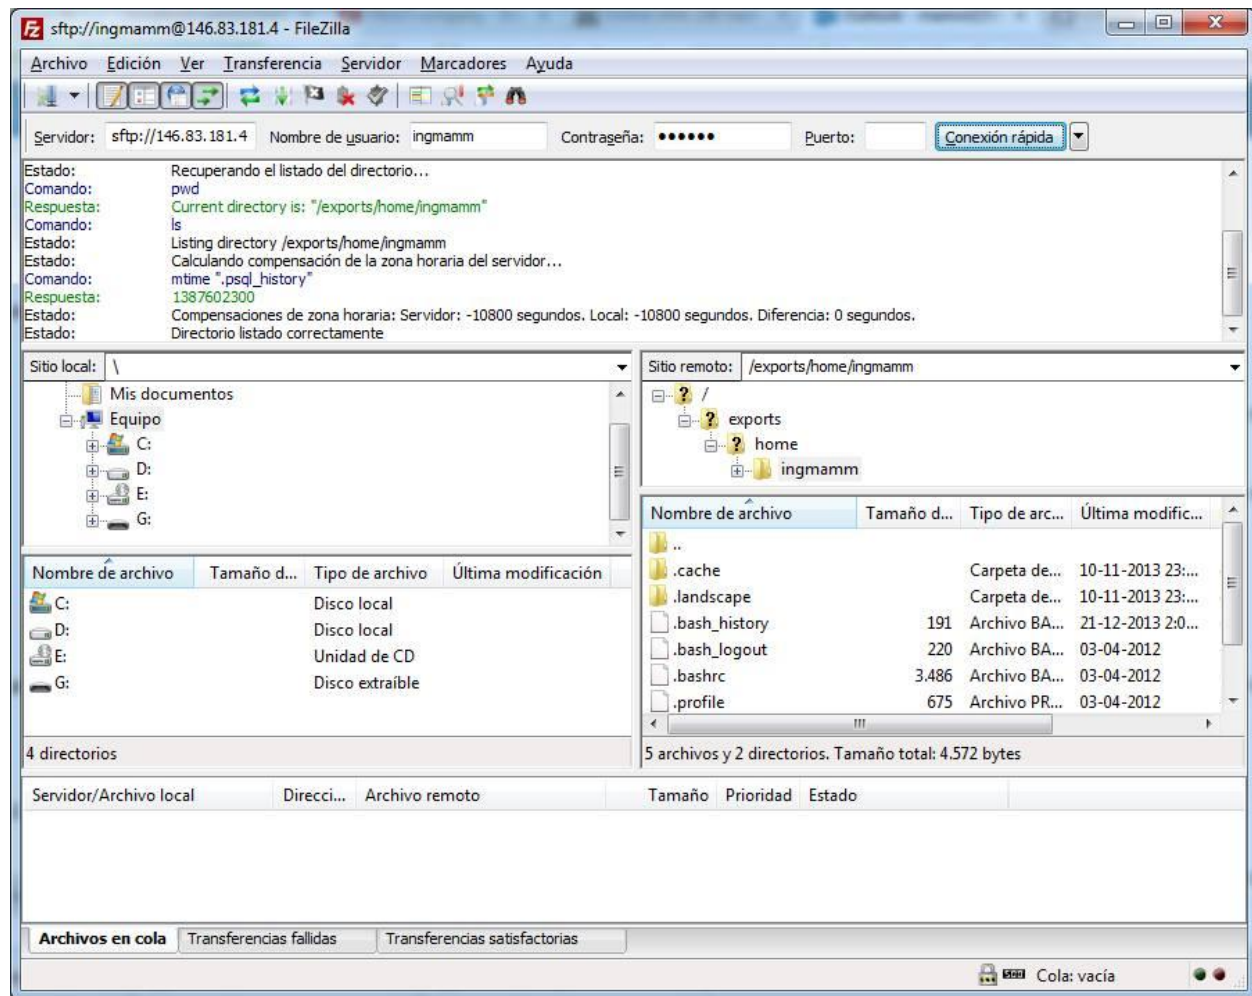 sftp://ingmamm@146.83.181.4 - FileZilla
Archivo Edición Ver Transferencia Servidor Marcadores Ayuda
Servidor: sftp://146.83.181.4 Nombre de usuario: ingmamm Contraseña: ●●●●●● Puerto: Conexión rápida
Estado: Recuperando el listado del directorio...
Comando: pwd
Respuesta: Current directory is: "/exports/home/ingmamm"
Comando: ls
Estado: Listing directory /exports/home/ingmamm
Estado: Calculando compensación de la zona horaria del servidor...
Comando: mtime ".psql_history"
Respuesta: 1387602300
Estado: Compensaciones de zona horaria: Servidor: -10800 segundos. Local: -10800 segundos. Diferencia: 0 segundos.
Estado: Directorio listado correctamente
Sitio local: \
Mis documentos
Equipo
C:
D:
E:
G:
Nombre de archivo Tamaño d... Tipo de archivo Última modificación
C: Disco local
D: Disco local
E: Unidad de CD
G: Disco extraíble
4 directorios
Sitio remoto: /exports/home/ingmamm
/
exports
home
ingmamm
Nombre de archivo Tamaño d... Tipo de arc... Última modific...
..
.cache Carpeta de... 10-11-2013 23:...
.landscape Carpeta de... 10-11-2013 23:...
.bash_history 191 Archivo BA... 21-12-2013 2:0...
.bash_logout 220 Archivo BA... 03-04-2012
.bashrc 3.486 Archivo BA... 03-04-2012
.profile 675 Archivo PR... 03-04-2012
5 archivos y 2 directorios. Tamaño total: 4.572 bytes
Servidor/Archivo local Direcci... Archivo remoto Tamaño Prioridad Estado
Archivos en cola Transferencias fallidas Transferencias satisfactorias
Cola: vacía